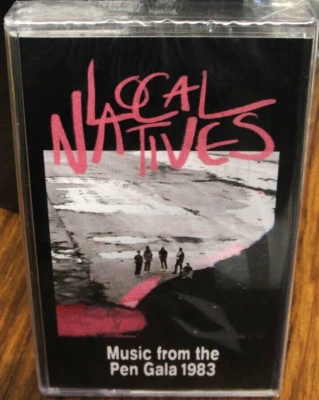 LOCAL
NATIVES
Music from the
Pen Gala 1983